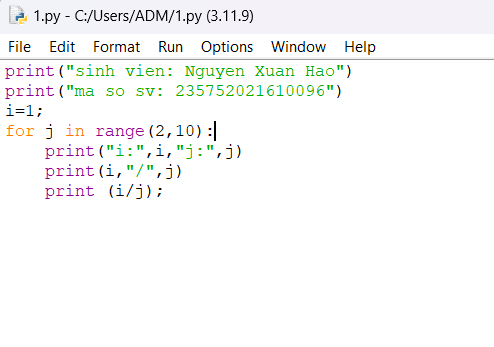 1.py - C:/Users/ADM/1.py (3.11.9)
File Edit Format Run Options Window Help
print("sinh vien: Nguyen Xuan Hao")
print("ma so sv: 235752021610096")
i=1;
for j in range(2,10):
    print("i:",i,"j:",j)
    print(i,"/",j)
    print (i/j);